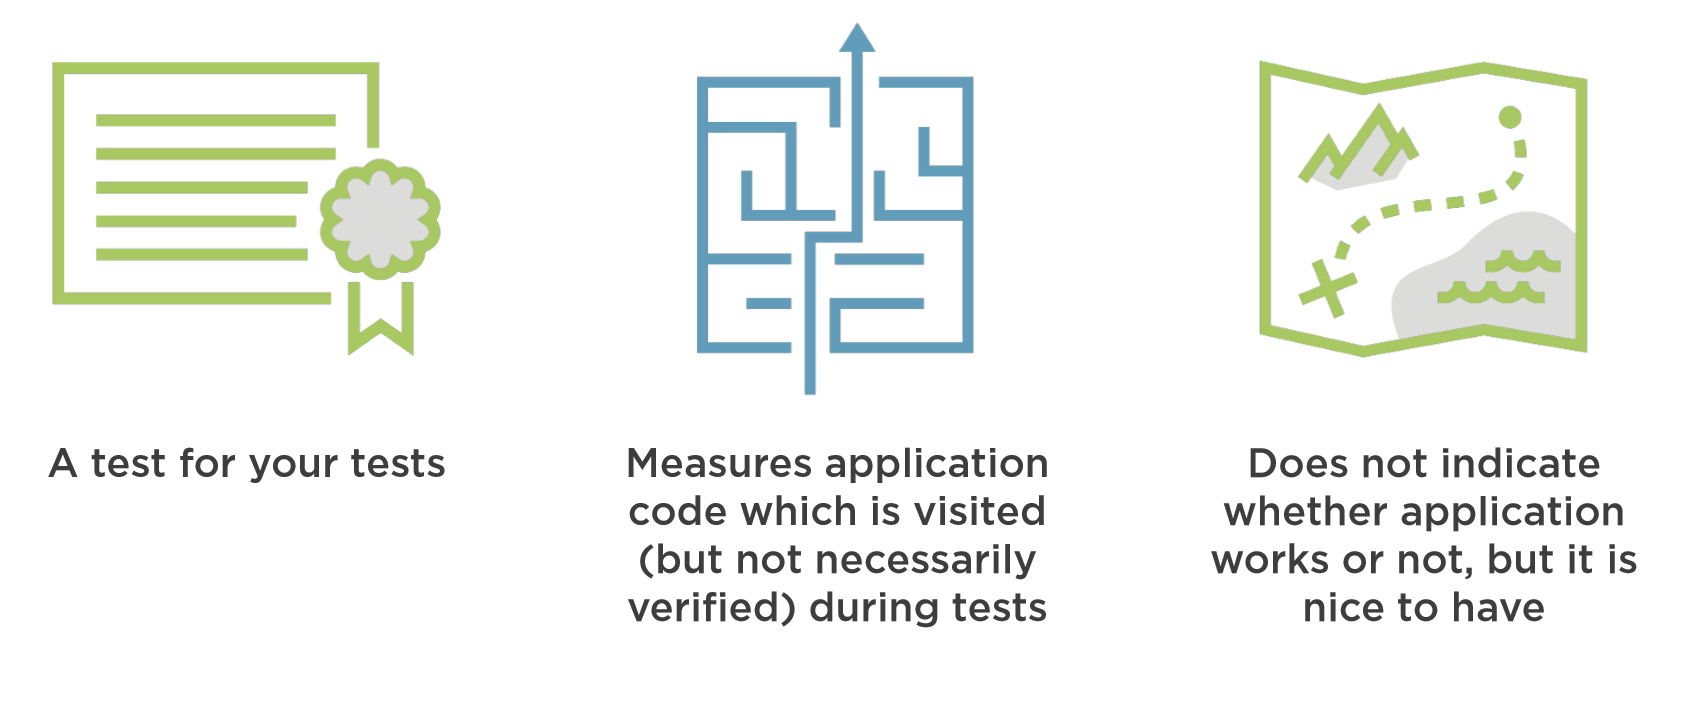 A test for your tests
Measures application
code which is visited
(but not necessarily
verified) during tests
Does not indicate
whether application
works or not, but it is
nice to have